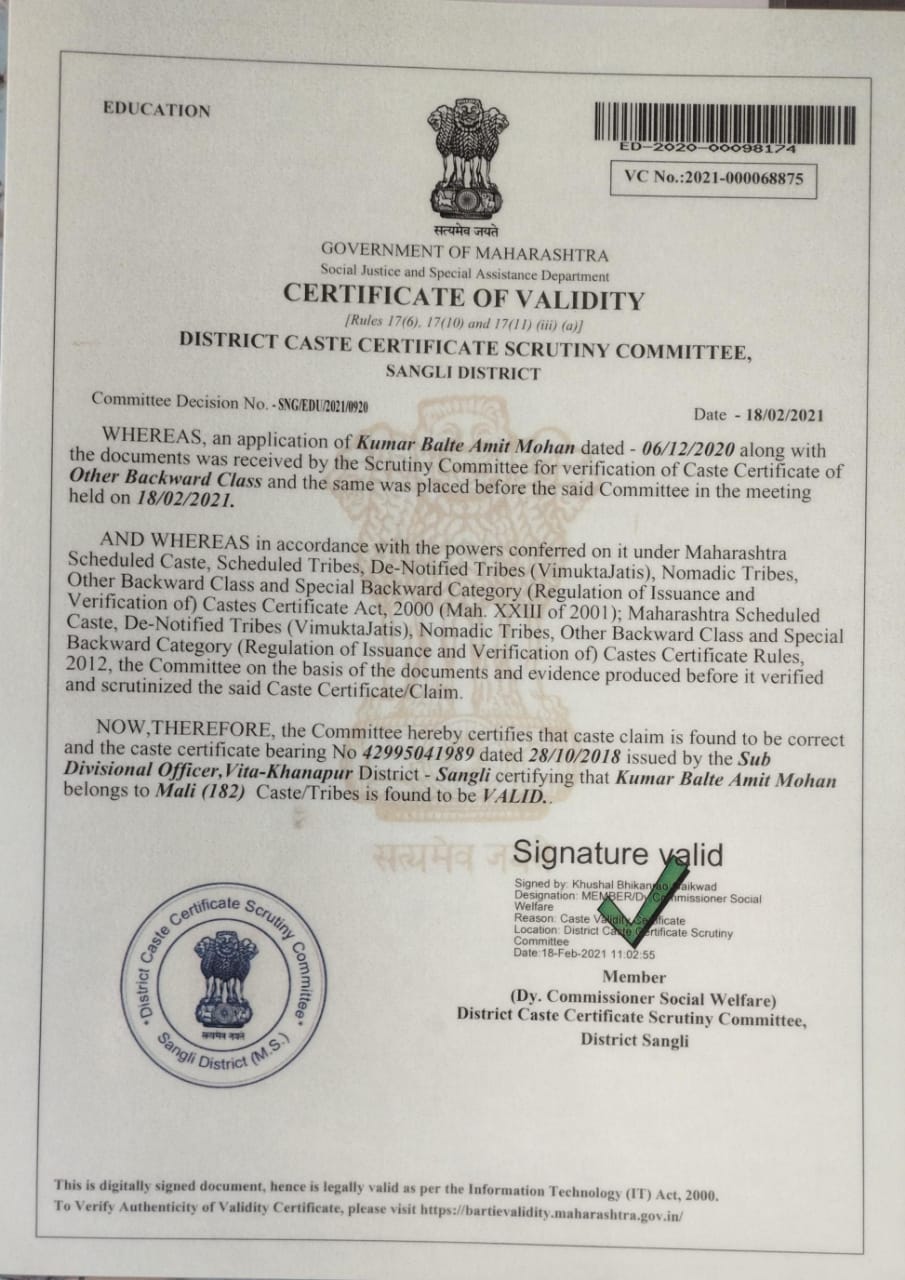 EDUCATION
ED-2020-00098174
VC No.:2021-000068875
सत्यमेव जयते
GOVERNMENT OF MAHARASHTRA
Social Justice and Special Assistance Department
CERTIFICATE OF VALIDITY
[Rules 17(6), 17(10) and 17(11) (iii) (a)]
DISTRICT CASTE CERTIFICATE SCRUTINY COMMITTEE,
SANGLI DISTRICT
Committee Decision No. - SNG/EDU/2021/0920
Date - 18/02/2021
WHEREAS, an application of Kumar Balte Amit Mohan dated - 06/12/2020 along with
the documents was received by the Scrutiny Committee for verification of Caste Certificate of
Other Backward Class and the same was placed before the said Committee in the meeting
held on 18/02/2021.
AND WHEREAS in accordance with the powers conferred on it under Maharashtra
Scheduled Caste, Scheduled Tribes, De-Notified Tribes (VimuktaJatis), Nomadic Tribes,
Other Backward Class and Special Backward Category (Regulation of Issuance and
Verification of) Castes Certificate Act, 2000 (Mah. XXIII of 2001); Maharashtra Scheduled
Caste, De-Notified Tribes (VimuktaJatis), Nomadic Tribes, Other Backward Class and Special
Backward Category (Regulation of Issuance and Verification of) Castes Certificate Rules,
2012, the Committee on the basis of the documents and evidence produced before it verified
and scrutinized the said Caste Certificate/Claim.
NOW,THEREFORE, the Committee hereby certifies that caste claim is found to be correct
and the caste certificate bearing No 42995041989 dated 28/10/2018 issued by the Sub
Divisional Officer,Vita-Khanapur District - Sangli certifying that Kumar Balte Amit Mohan
belongs to Mali (182) Caste/Tribes is found to be VALID..
सत्यमेव
Signature valid
Signed by: Khushal Bhikanrao Gaikwad
Designation: MEMBER/Dy.Commissioner Social
Welfare
Reason: Caste Validity Certificate
Location: District Caste Certificate Scrutiny
Committee
Date:18-Feb-2021 11:02:55
Member
(Dy. Commissioner Social Welfare)
District Caste Certificate Scrutiny Committee,
District Sangli
District Caste Certificate Scrutiny Committee
सत्यमेव जयते
Sangli District (M.S.)
This is digitally signed document, hence is legally valid as per the Information Technology (IT) Act, 2000.
To Verify Authenticity of Validity Certificate, please visit https://bartievalidity.maharashtra.gov.in/